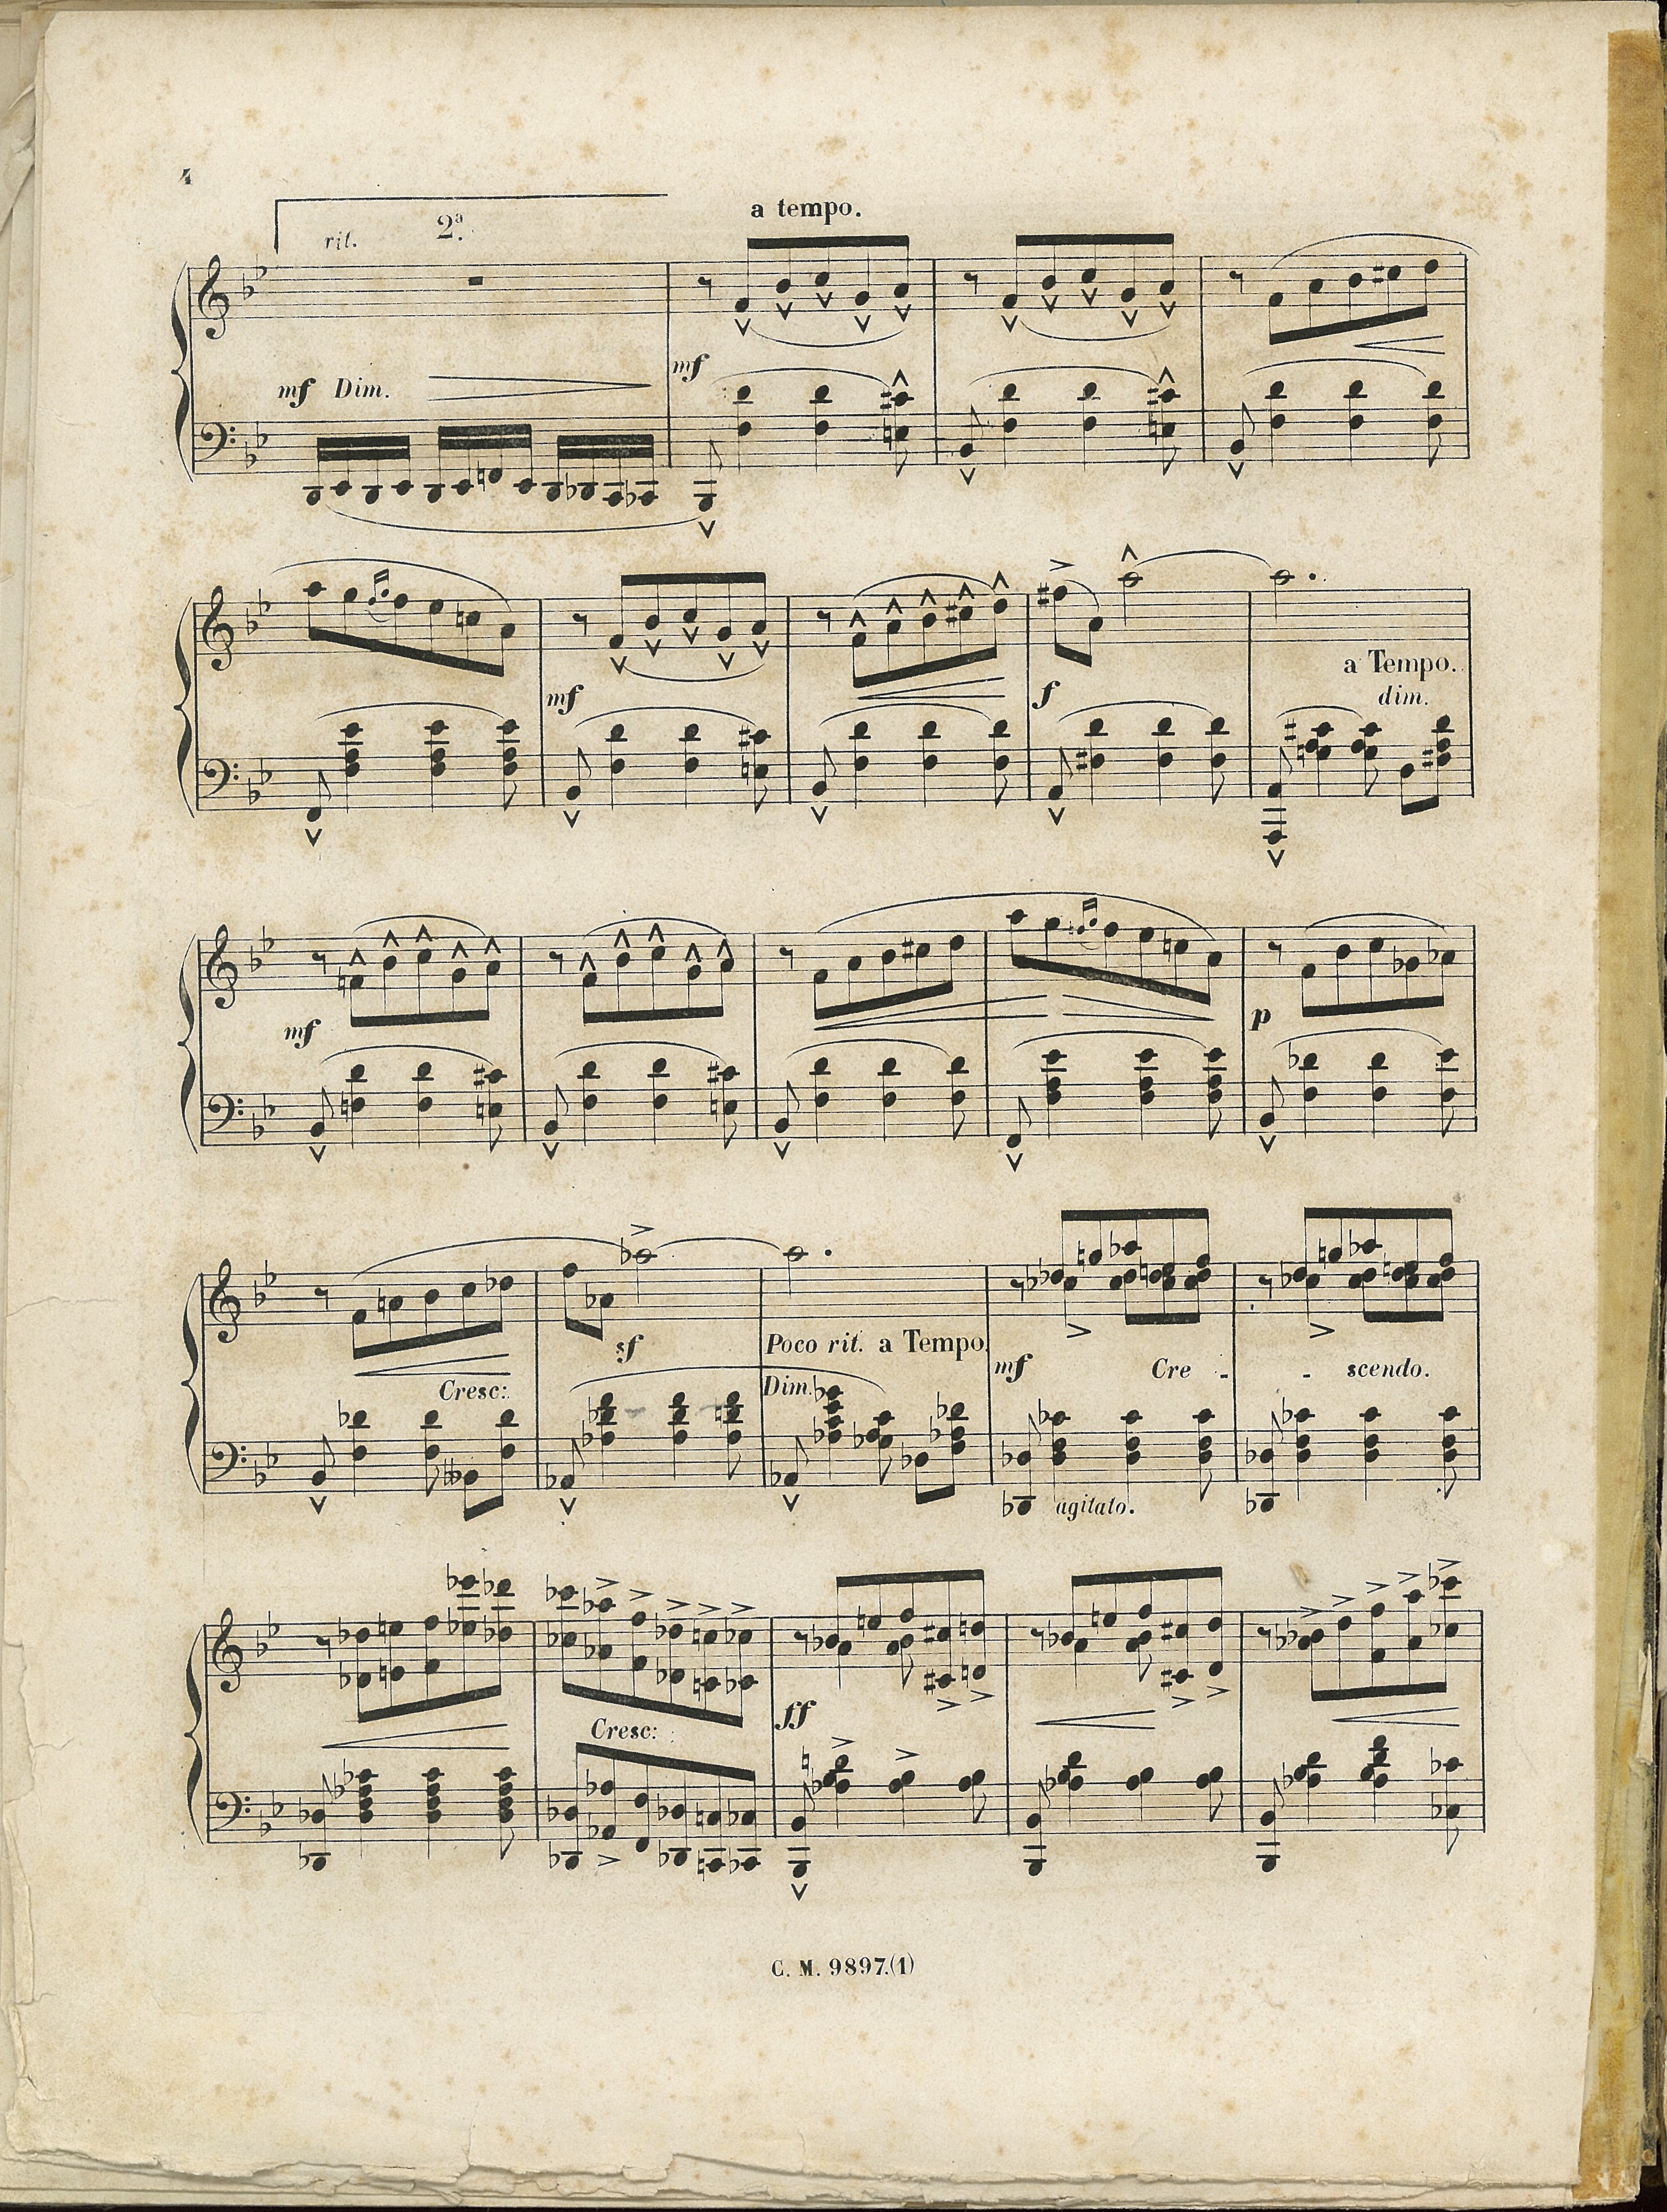 4
rit. 2ª. a tempo.
mf Dim. mf
a Tempo.
mf f dim.
mf p
sf Poco rit. a Tempo.
Cresc: Dim. mf Cre - - scendo.
agitato.
Cresc: ff
C. M. 9897.(1)